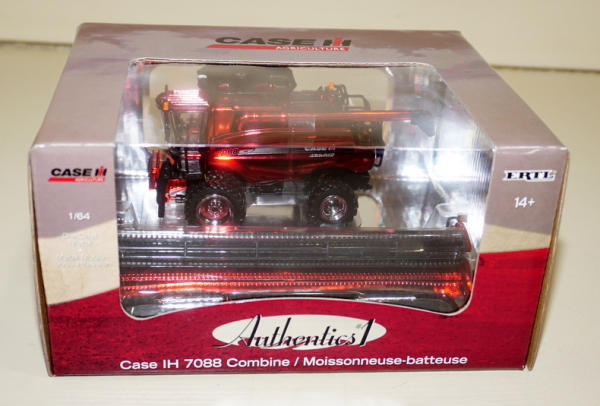 CASE IH
AGRICULTURE
CASE IH
AGRICULTURE
1/64
ERTL
14+
Authentics #1
Case IH 7088 Combine / Moissonneuse-batteuse
CASE IH